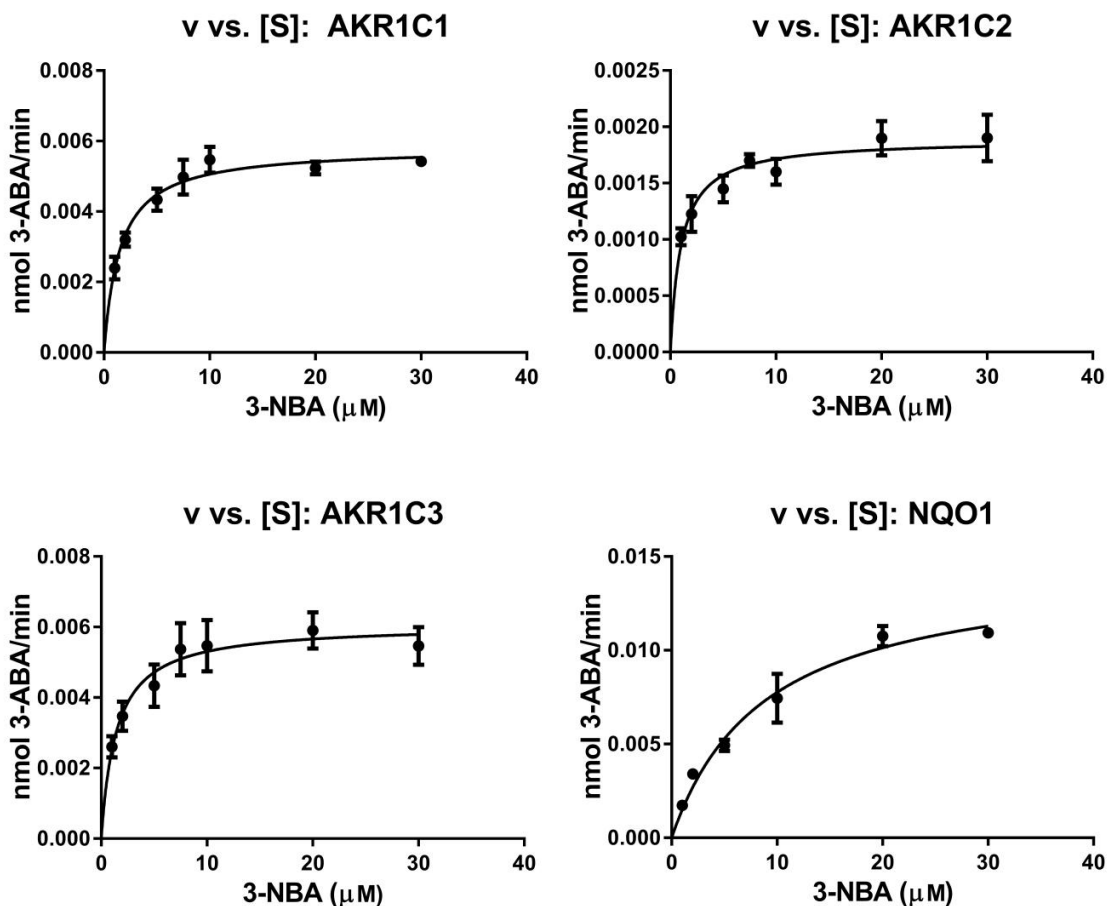 v vs. [S]: AKR1C1
nmol 3-ABA/min
0.008
0.006
0.004
0.002
0.000
0 10 20 30 40
3-NBA (μM)
v vs. [S]: AKR1C2
nmol 3-ABA/min
0.0025
0.0020
0.0015
0.0010
0.0005
0.0000
0 10 20 30 40
3-NBA (μM)
v vs. [S]: AKR1C3
nmol 3-ABA/min
0.008
0.006
0.004
0.002
0.000
0 10 20 30 40
3-NBA (μM)
v vs. [S]: NQO1
nmol 3-ABA/min
0.015
0.010
0.005
0.000
0 10 20 30 40
3-NBA (μM)